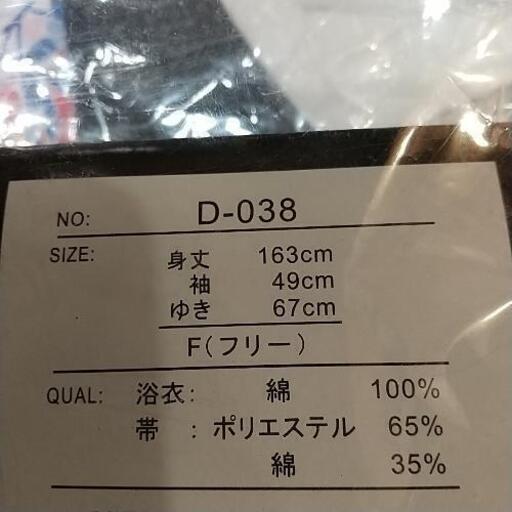 NO: D-038
SIZE: 身丈 163cm
袖 49cm
ゆき 67cm
F(フリー)
QUAL: 浴衣: 綿 100%
帯 : ポリエステル 65%
綿 35%